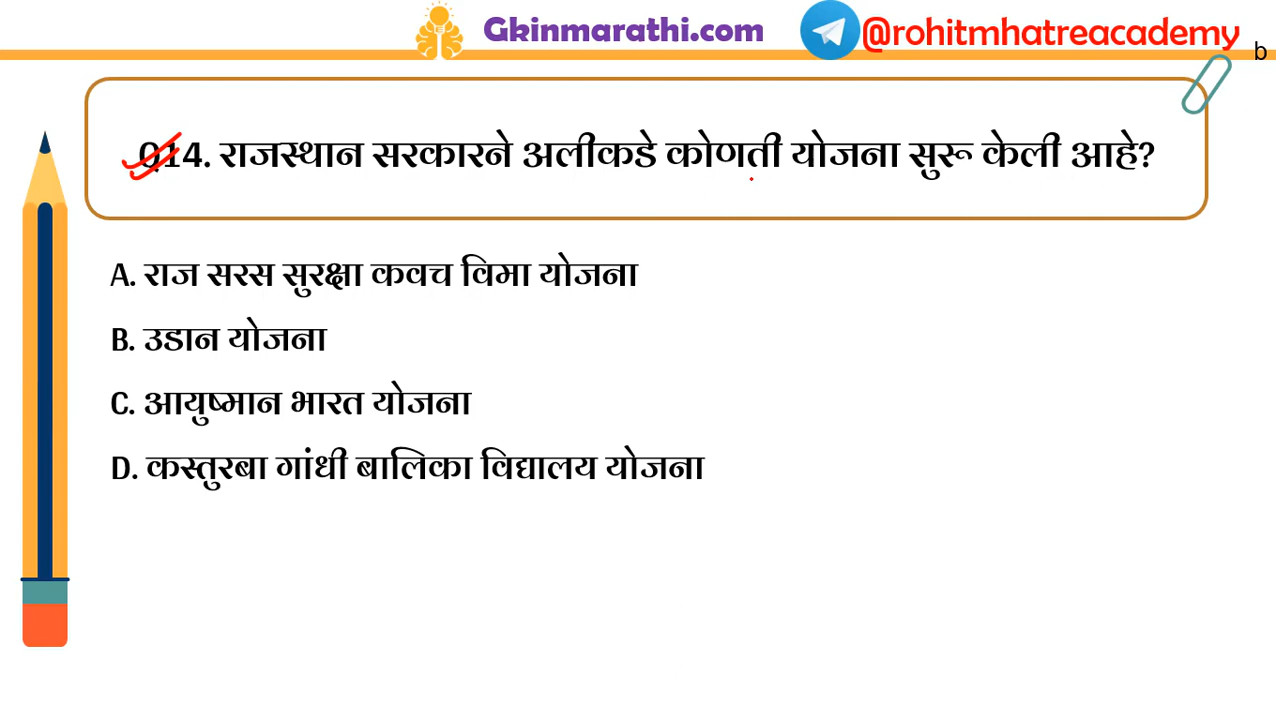 Gkinmarathi.com @rohitmhatreacademy
b
Q14. राजस्थान सरकारने अलीकडे कोणती योजना सुरू केली आहे?
A. राज सरस सुरक्षा कवच विमा योजना
B. उडान योजना
C. आयुष्मान भारत योजना
D. कस्तुरबा गांधी बालिका विद्यालय योजना